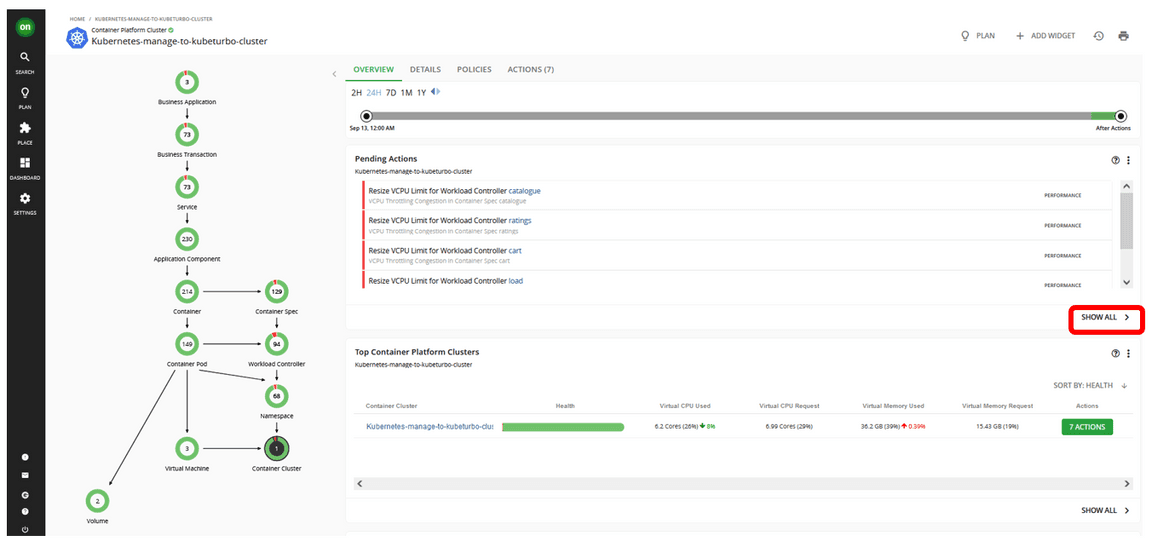 on
HOME / KUBERNETES-MANAGE-TO-KUBETURBO-CLUSTER
Container Platform Cluster
Kubernetes-manage-to-kubeturbo-cluster
PLAN
ADD WIDGET
SEARCH
PLAN
PLACE
DASHBOARD
SETTINGS
3
Business Application
73
Business Transaction
73
Service
230
Application Component
214
Container
129
Container Spec
149
Container Pod
94
Workload Controller
68
Namespace
3
Virtual Machine
1
Container Cluster
2
Volume
OVERVIEW DETAILS POLICIES ACTIONS (7)
2H 24H 7D 1M 1Y
Sep 13, 12:00 AM After Actions
Pending Actions
Kubernetes-manage-to-kubeturbo-cluster
Resize VCPU Limit for Workload Controller catalogue PERFORMANCE
VCPU Throttling Congestion in Container Spec catalogue
Resize VCPU Limit for Workload Controller ratings PERFORMANCE
VCPU Throttling Congestion in Container Spec ratings
Resize VCPU Limit for Workload Controller cart PERFORMANCE
VCPU Throttling Congestion in Container Spec cart
Resize VCPU Limit for Workload Controller load PERFORMANCE
SHOW ALL >
Top Container Platform Clusters
Kubernetes-manage-to-kubeturbo-cluster
SORT BY: HEALTH ↓
Container Cluster Health Virtual CPU Used Virtual CPU Request Virtual Memory Used Virtual Memory Request Actions
Kubernetes-manage-to-kubeturbo-clus 6.2 Cores (26%) 8% 6.99 Cores (29%) 36.2 GB (39%) 0.39% 15.43 GB (19%) 7 ACTIONS
SHOW ALL >